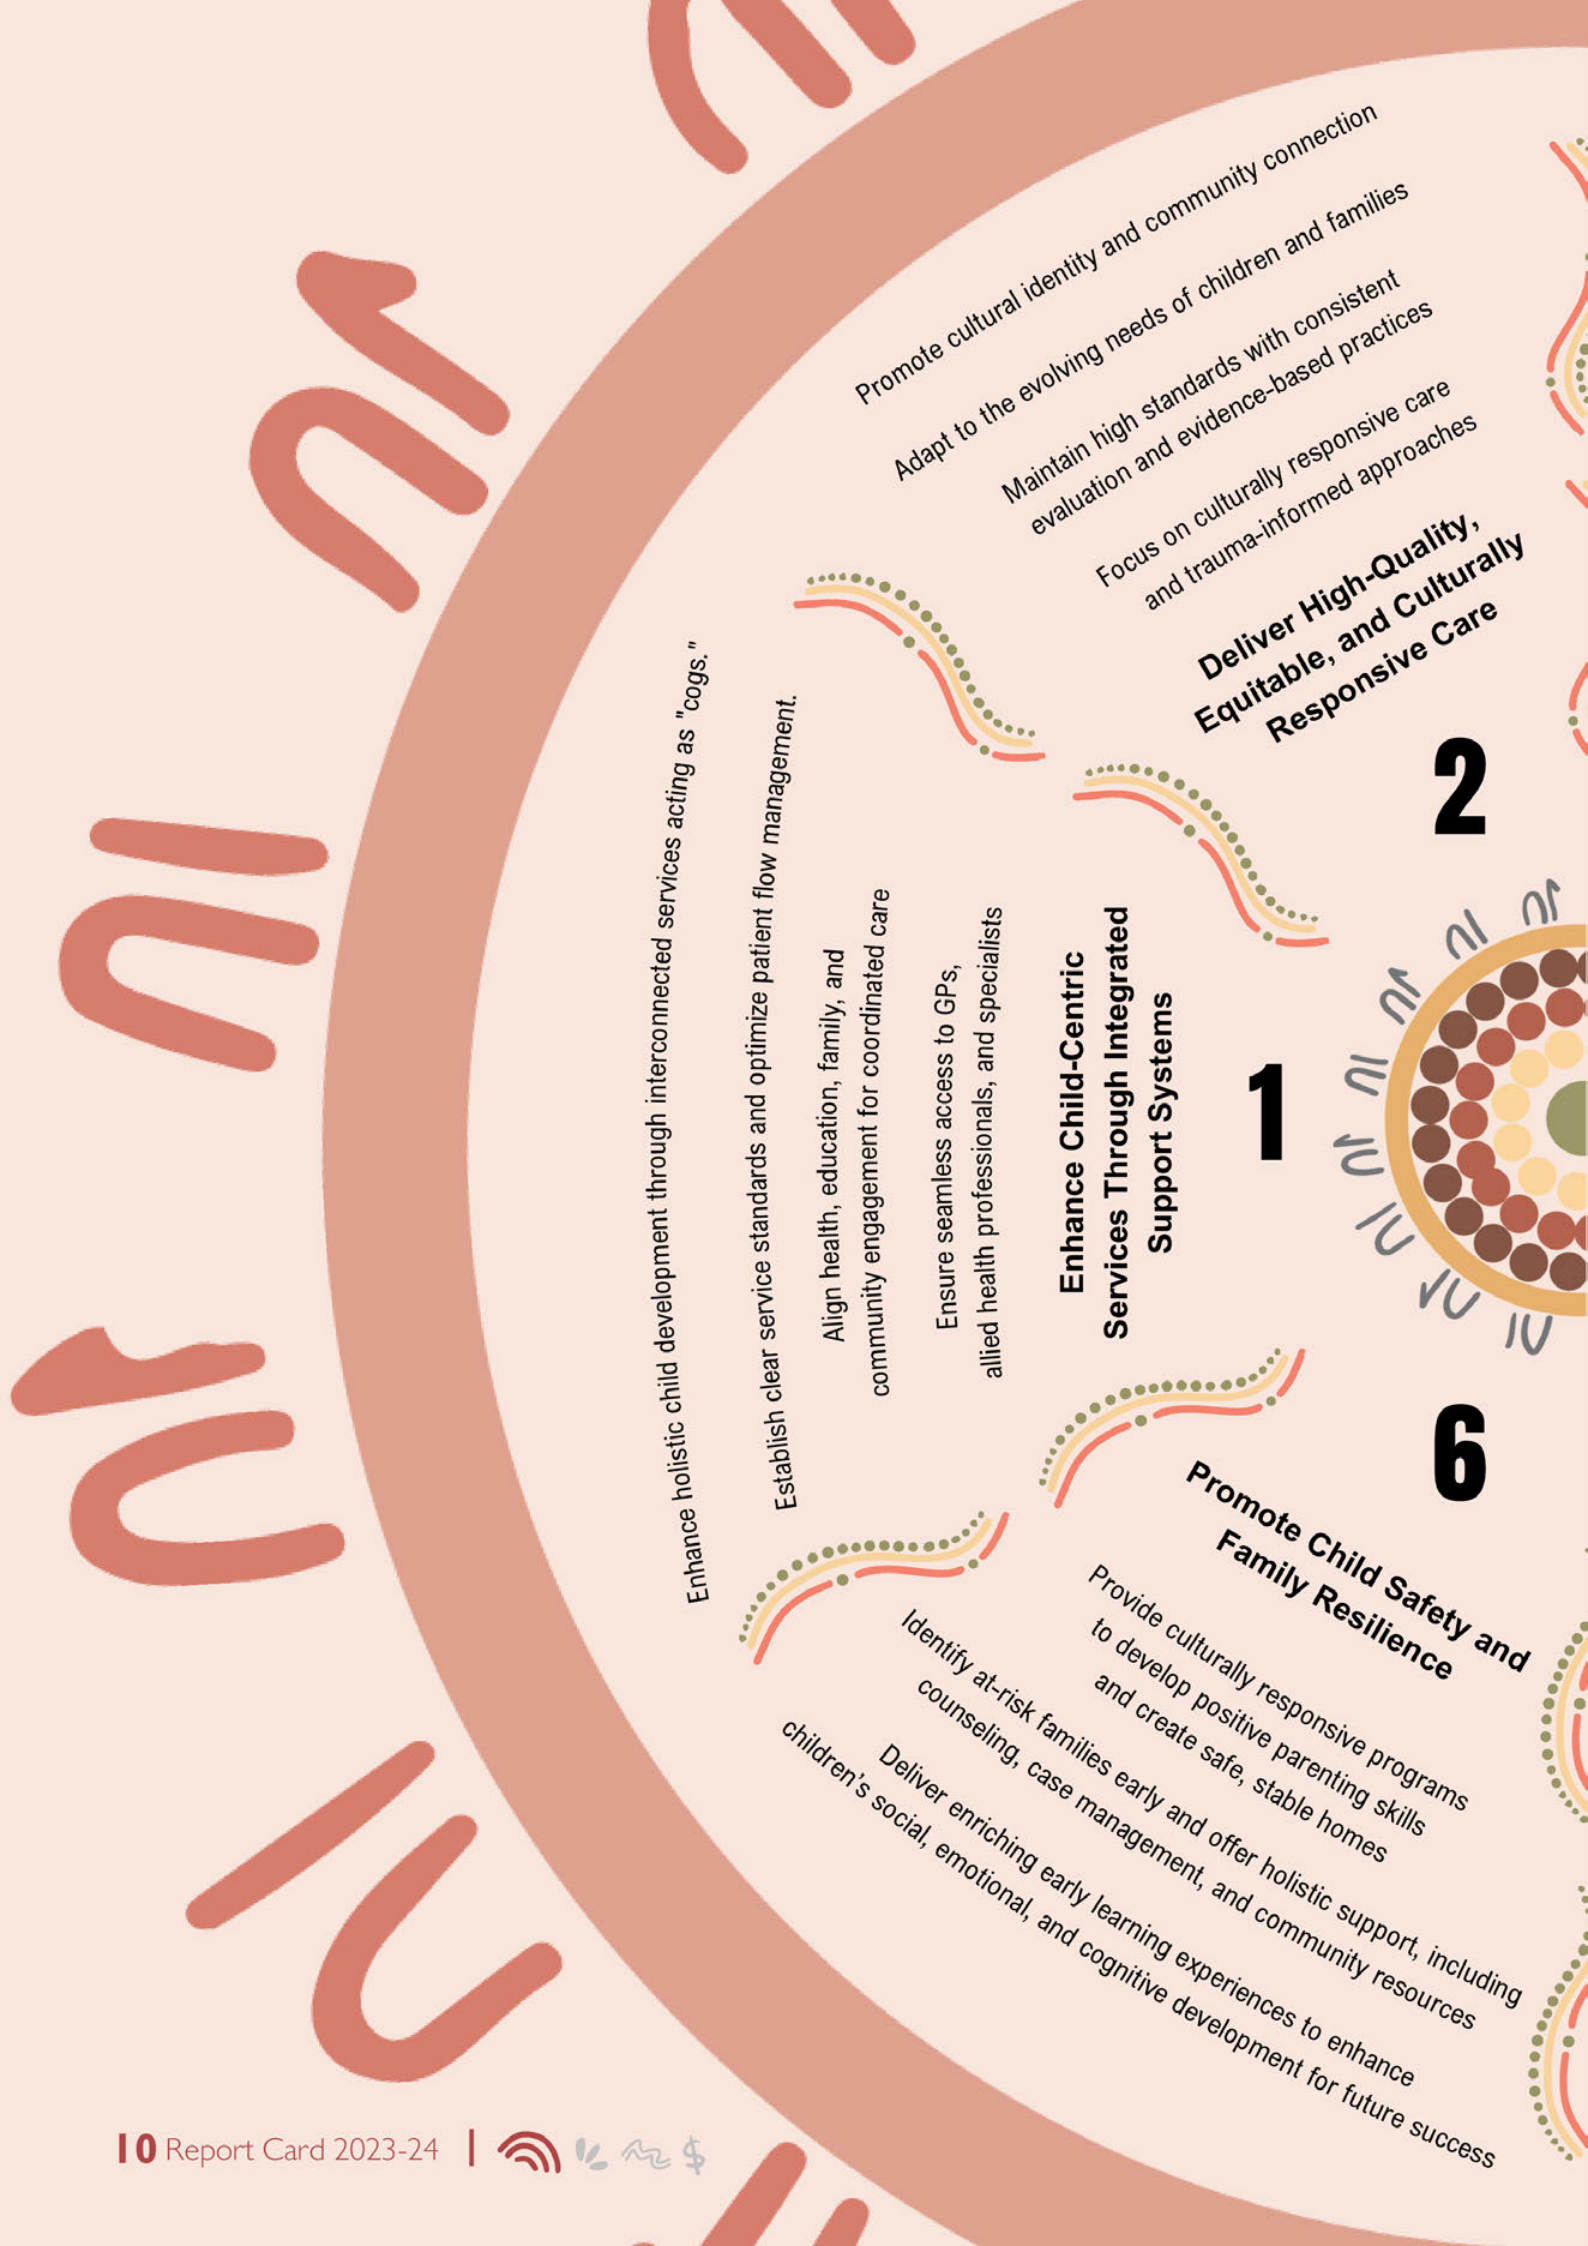 1
Enhance Child-Centric
Services Through Integrated
Support Systems
Ensure seamless access to GPs,
allied health professionals, and specialists
Align health, education, family, and
community engagement for coordinated care
Establish clear service standards and optimize patient flow management.
Enhance holistic child development through interconnected services acting as "cogs."
2
Deliver High-Quality,
Equitable, and Culturally
Responsive Care
Focus on culturally responsive care
and trauma-informed approaches
Maintain high standards with consistent
evaluation and evidence-based practices
Adapt to the evolving needs of children and families
Promote cultural identity and community connection
6
Promote Child Safety and
Family Resilience
Provide culturally responsive programs
to develop positive parenting skills
and create safe, stable homes
Identify at-risk families early and offer holistic support, including
counseling, case management, and community resources
Deliver enriching early learning experiences to enhance
children's social, emotional, and cognitive development for future success
10 Report Card 2023-24 | $